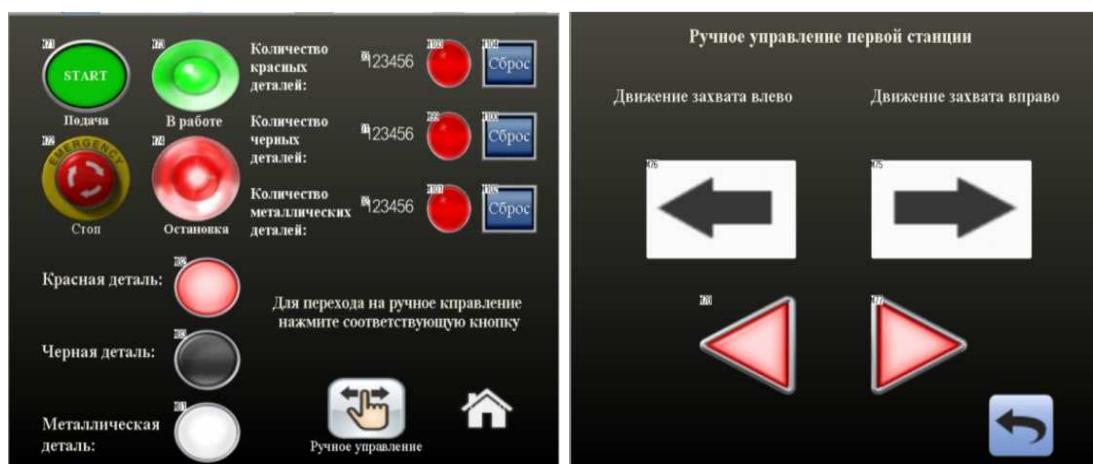 START
Подача
В работе
EMERGENCY
Стоп
Остановка
Количество
красных
деталей:
123456
Сброс
Количество
черных
деталей:
123456
Сброс
Количество
металлических
деталей:
123456
Сброс
Красная деталь:
Черная деталь:
Металлическая
деталь:
Для перехода на ручное кправление
нажмите соответствующую кнопку
Ручное управление
Ручное управление первой станции
Движение захвата влево
Движение захвата вправо